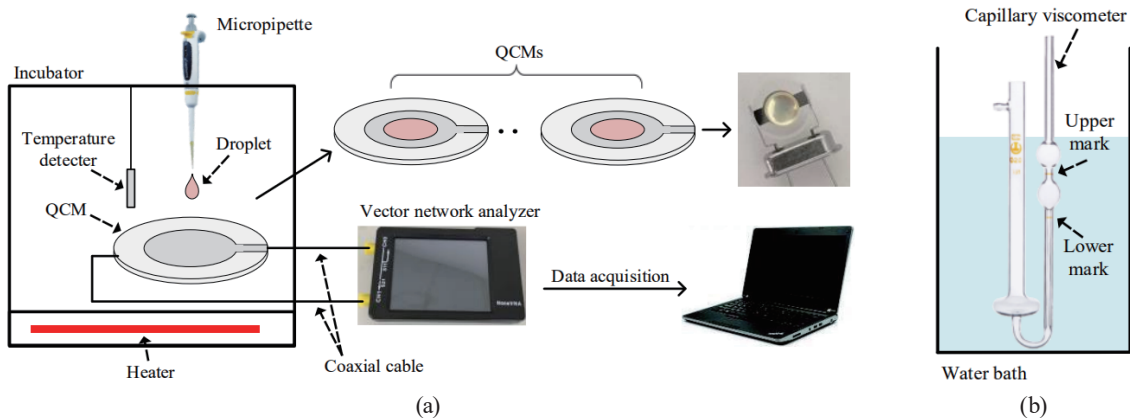 Micropipette
Incubator
QCMs
Temperature
detecter
Droplet
QCM
Vector network analyzer
Data acquisition
Heater
Coaxial cable
(a)
Capillary viscometer
Upper
mark
Lower
mark
Water bath
(b)